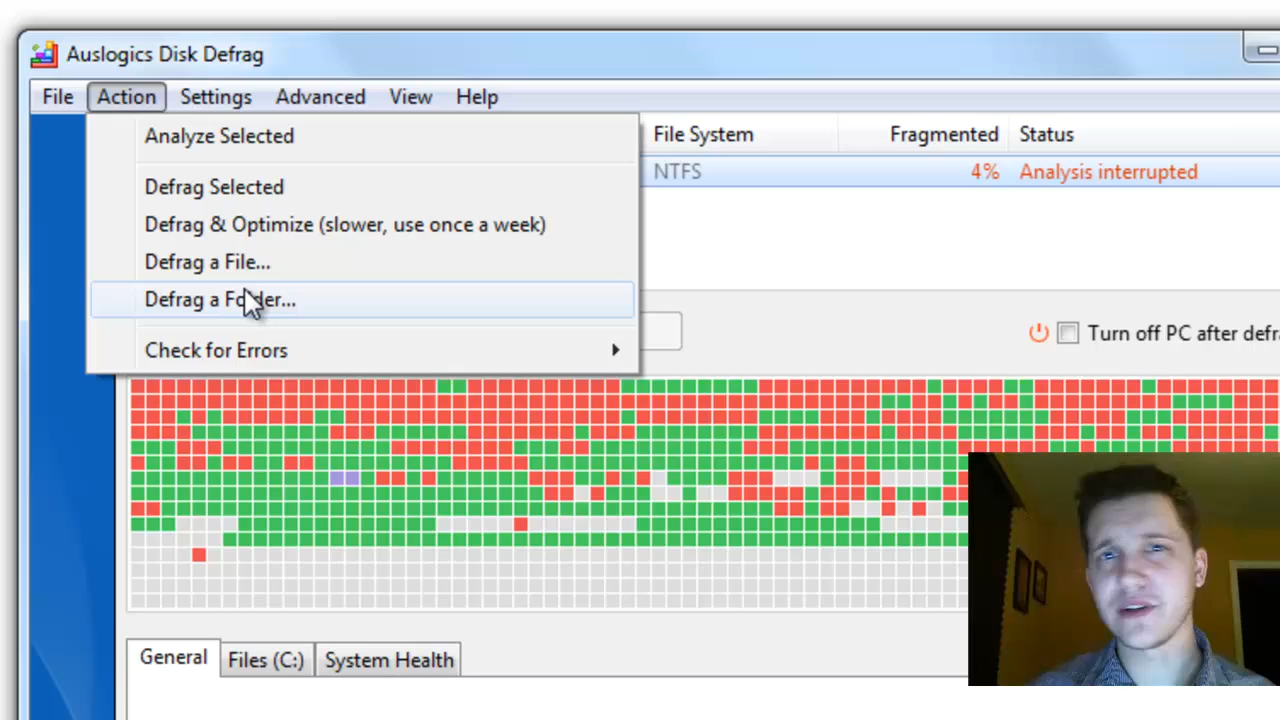 Auslogics Disk Defrag
File Action Settings Advanced View Help
File System Fragmented Status
NTFS 4% Analysis interrupted
Analyze Selected
Defrag Selected
Defrag & Optimize (slower, use once a week)
Defrag a File...
Defrag a Folder...
Check for Errors
Turn off PC after defra
General Files (C:) System Health